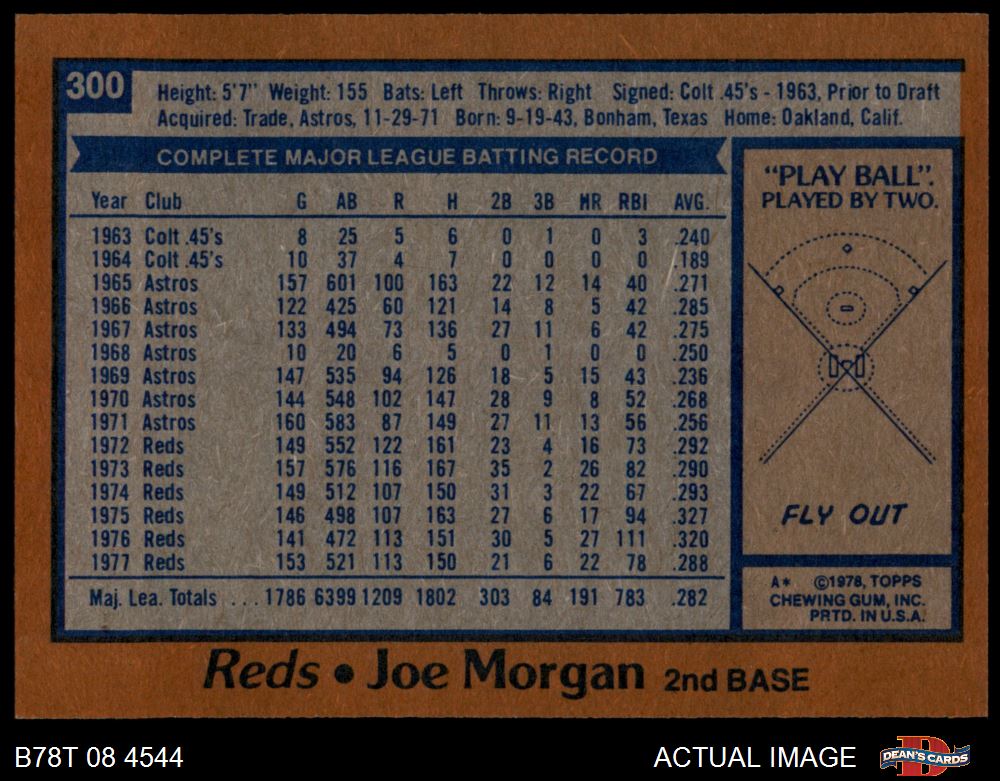 300
Height: 5'7" Weight: 155 Bats: Left Throws: Right Signed: Colt .45's - 1963, Prior to Draft
Acquired: Trade, Astros, 11-29-71 Born: 9-19-43, Bonham, Texas Home: Oakland, Calif.
COMPLETE MAJOR LEAGUE BATTING RECORD
Year Club G AB R H 2B 3B HR RBI AVG.
1963 Colt .45's 8 25 5 6 0 1 0 3 .240
1964 Colt .45's 10 37 4 7 0 0 0 0 .189
1965 Astros 157 601 100 163 22 12 14 40 .271
1966 Astros 122 425 60 121 14 8 5 42 .285
1967 Astros 133 494 73 136 27 11 6 42 .275
1968 Astros 10 20 6 5 0 1 0 0 .250
1969 Astros 147 535 94 126 18 5 15 43 .236
1970 Astros 144 548 102 147 28 9 8 52 .268
1971 Astros 160 583 87 149 27 11 13 56 .256
1972 Reds 149 552 122 161 23 4 16 73 .292
1973 Reds 157 576 116 167 35 2 26 82 .290
1974 Reds 149 512 107 150 31 3 22 67 .293
1975 Reds 146 498 107 163 27 6 17 94 .327
1976 Reds 141 472 113 151 30 5 27 111 .320
1977 Reds 153 521 113 150 21 6 22 78 .288
Maj. Lea. Totals ... 1786 6399 1209 1802 303 84 191 783 .282
"PLAY BALL".
PLAYED BY TWO.
FLY OUT
A* ©1978, TOPPS
CHEWING GUM, INC.
PRTD. IN U.S.A.
Reds • Joe Morgan 2nd BASE
B78T 08 4544
ACTUAL IMAGE
D
DEAN'S CARDS